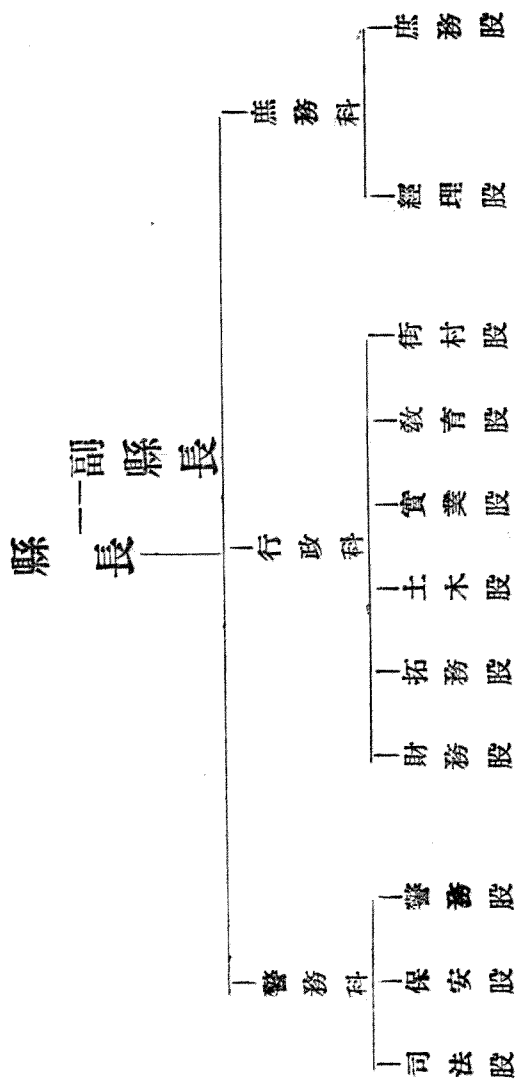 縣長
副縣長
庶務科
庶務股
經理股
行政科
街村股
敎育股
實業股
土木股
拓務股
財務股
警務科
警務股
保安股
司法股